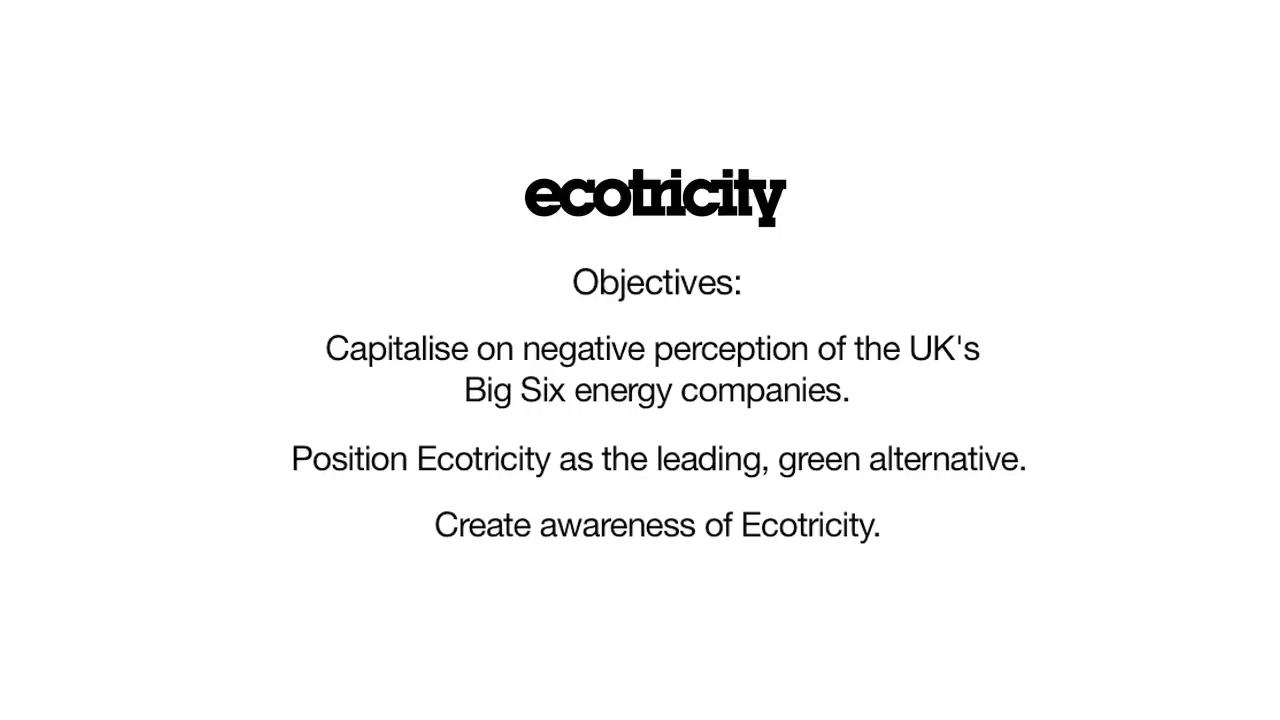 ecotricity
Objectives:
Capitalise on negative perception of the UK's
Big Six energy companies.
Position Ecotricity as the leading, green alternative.
Create awareness of Ecotricity.